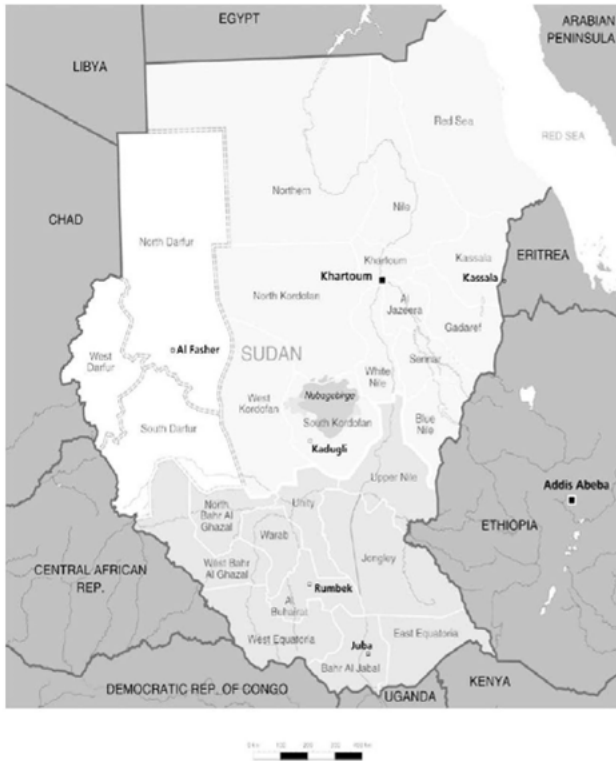 EGYPT
ARABIAN
PENINSULA
LIBYA
Red Sea
RED SEA
Northern
CHAD
Nile
North Darfur
Khartoum
Kassala
ERITREA
Khartoum
Kassala
North Kordofan
Al
Jazeera
Gadaref
Al Fasher
SUDAN
Sennar
West
Darfur
White
Nile
West
Kordofan
Nubagebirge
South Kordofan
Blue
Nile
South Darfur
Kadugli
Upper Nile
Addis Abeba
North
Bahr Al
Ghazal
Unity
ETHIOPIA
Warab
West Bahr
Al Ghazal
Jongley
CENTRAL AFRICAN
REP.
Rumbek
Al
Buhairat
West Equatoria
East Equatoria
Juba
Bahr Al Jabal
KENYA
DEMOCRATIC REP. OF CONGO
UGANDA